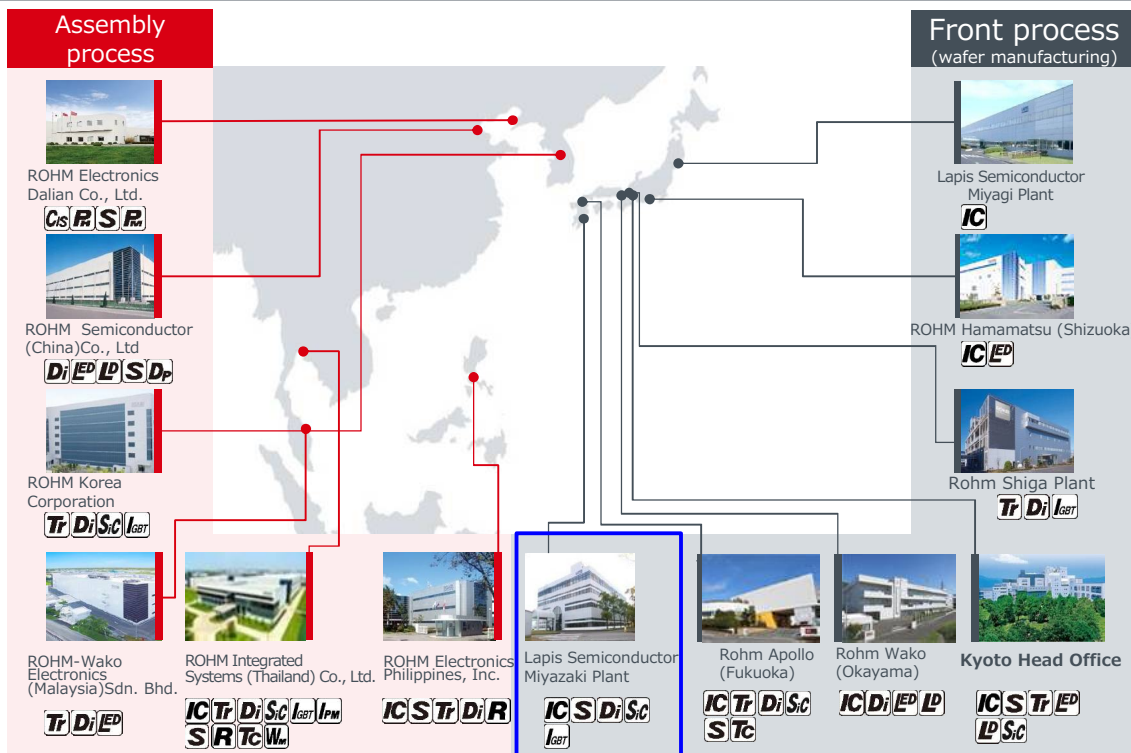 Assembly
process
Front process
(wafer manufacturing)
ROHM Electronics
Dalian Co., Ltd.
CIS S PM
ROHM Semiconductor
(China)Co., Ltd
Di LED LD S DP
ROHM Korea
Corporation
Tr Di SiC IGBT
ROHM-Wako
Electronics
(Malaysia)Sdn. Bhd.
Tr Di LED
ROHM Integrated
Systems (Thailand) Co., Ltd.
IC Tr Di SiC IGBT IPM
S R TC WM
ROHM Electronics
Philippines, Inc.
IC S Tr Di R
Lapis Semiconductor
Miyazaki Plant
IC S Di SiC
IGBT
Rohm Apollo
(Fukuoka)
IC Tr Di SiC
S TC
Rohm Wako
(Okayama)
IC Di LED LD
Kyoto Head Office
IC S Tr LED
LD SiC
Lapis Semiconductor
Miyagi Plant
IC
ROHM Hamamatsu (Shizuoka
IC LED
Rohm Shiga Plant
Tr Di IGBT